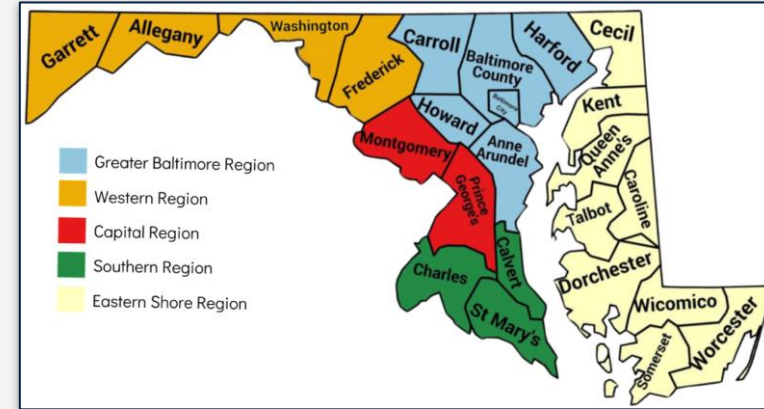 Garrett
Allegany
Washington
Frederick
Carroll
Baltimore
County
Baltimore
City
Harford
Cecil
Howard
Montgomery
Anne
Arundel
Prince
George's
Kent
Queen
Anne's
Caroline
Talbot
Charles
Calvert
St Mary's
Dorchester
Wicomico
Somerset
Worcester
Greater Baltimore Region
Western Region
Capital Region
Southern Region
Eastern Shore Region